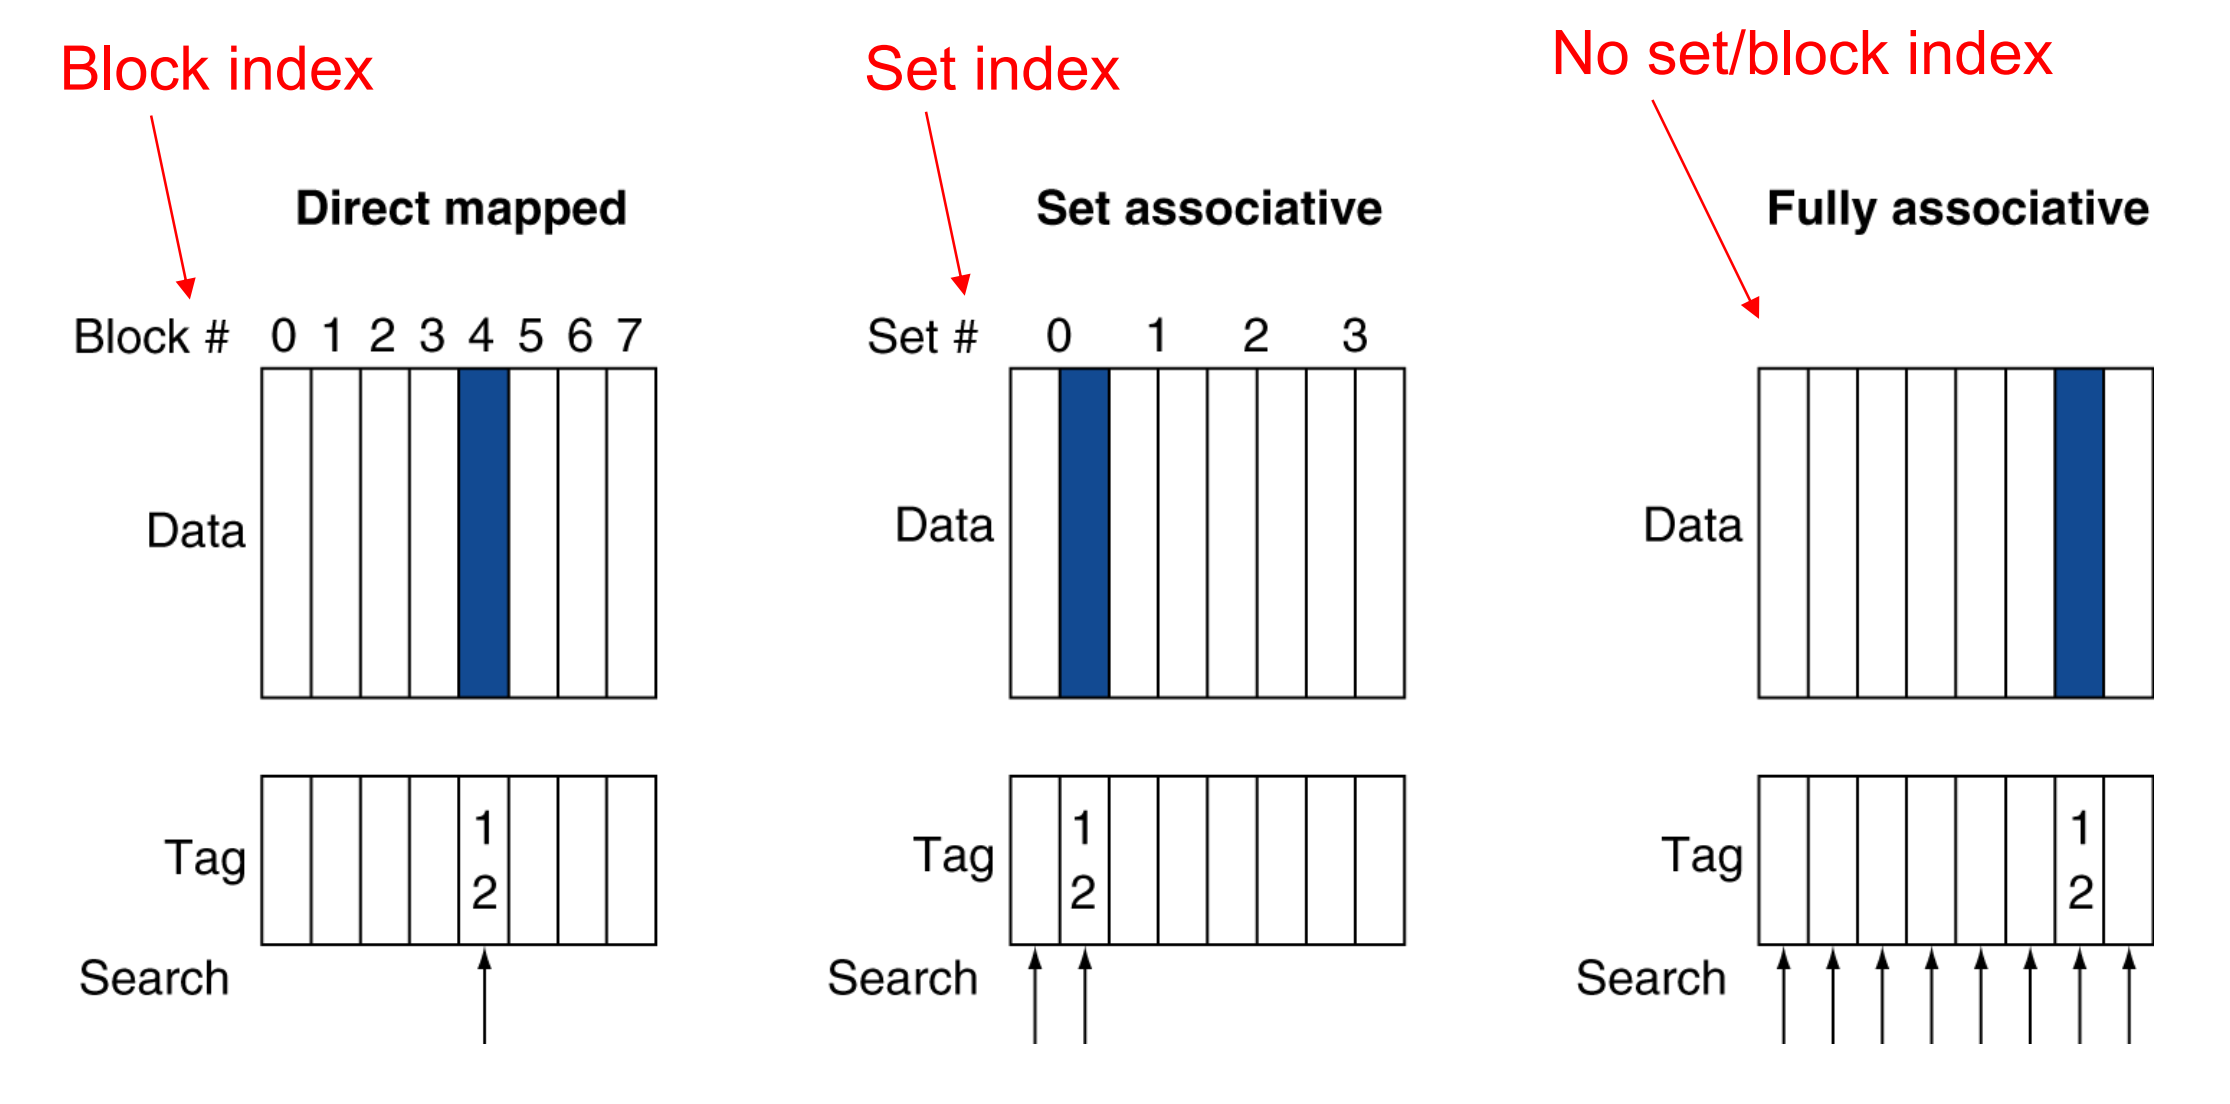 Block index
Set index
No set/block index
Direct mapped
Set associative
Fully associative
Block # 0 1 2 3 4 5 6 7
Set # 0 1 2 3
Data
Data
Data
Tag
1
2
Tag
1
2
Tag
1
2
Search
Search
Search